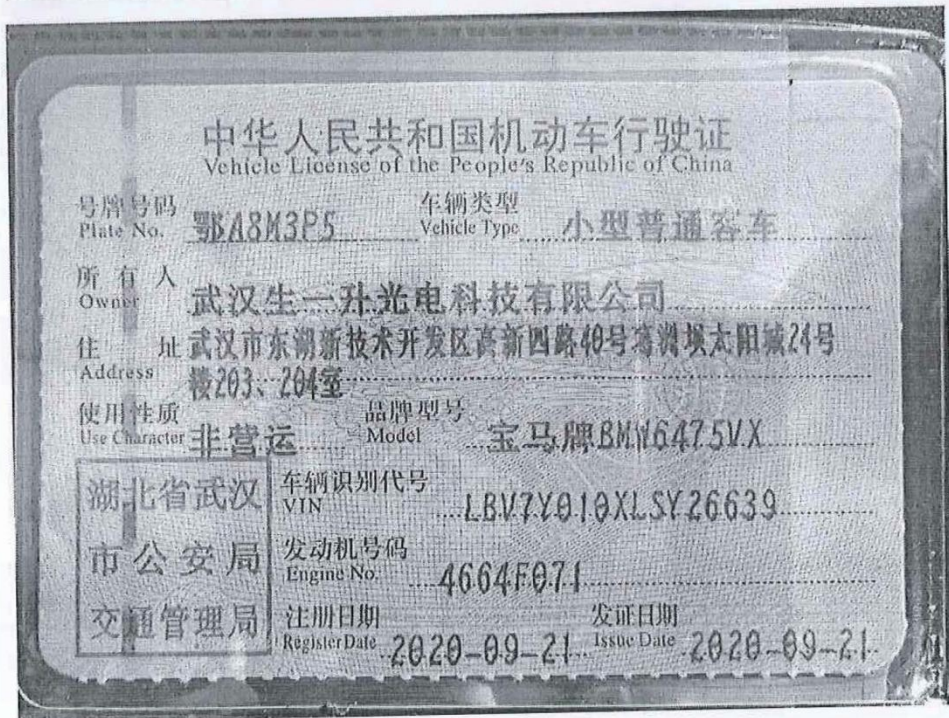 中华人民共和国机动车行驶证
Vehicle License of the People's Republic of China
号牌号码 鄂A8M3P5 车辆类型 小型普通客车
Plate No. Vehicle Type
所有人 武汉生一升光电科技有限公司
Owner
住址 武汉市东湖新技术开发区高新四路40号葛洲坝太阳城24号
Address 楼203、204室
使用性质 非营运 品牌型号 宝马牌BMW6475VX
Use Character Model
湖北省武汉
市公安局
交通管理局
车辆识别代号 LBV7Y010XLSY26639
VIN
发动机号码 4664F071
Engine No.
注册日期 2020-09-21 发证日期 2020-09-21
Register Date Issue Date